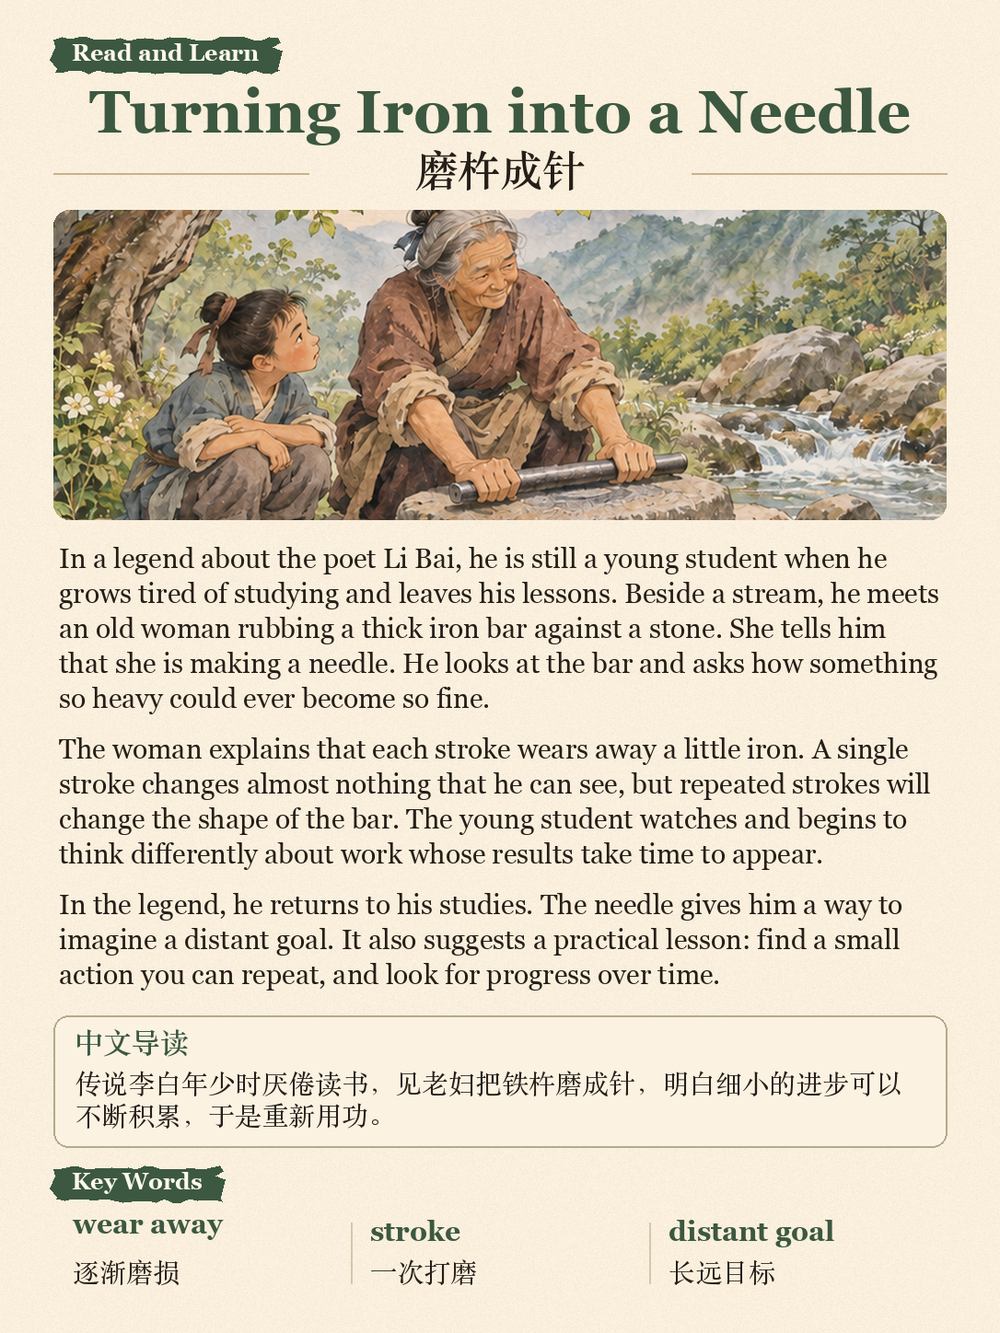 Read and Learn
Turning Iron into a Needle
磨杵成针
In a legend about the poet Li Bai, he is still a young student when he
grows tired of studying and leaves his lessons. Beside a stream, he meets
an old woman rubbing a thick iron bar against a stone. She tells him
that she is making a needle. He looks at the bar and asks how something
so heavy could ever become so fine.
The woman explains that each stroke wears away a little iron. A single
stroke changes almost nothing that he can see, but repeated strokes will
change the shape of the bar. The young student watches and begins to
think differently about work whose results take time to appear.
In the legend, he returns to his studies. The needle gives him a way to
imagine a distant goal. It also suggests a practical lesson: find a small
action you can repeat, and look for progress over time.
中文导读
传说李白年少时厌倦读书，见老妇把铁杵磨成针，明白细小的进步可以
不断积累，于是重新用功。
Key Words
wear away
逐渐磨损
stroke
一次打磨
distant goal
长远目标